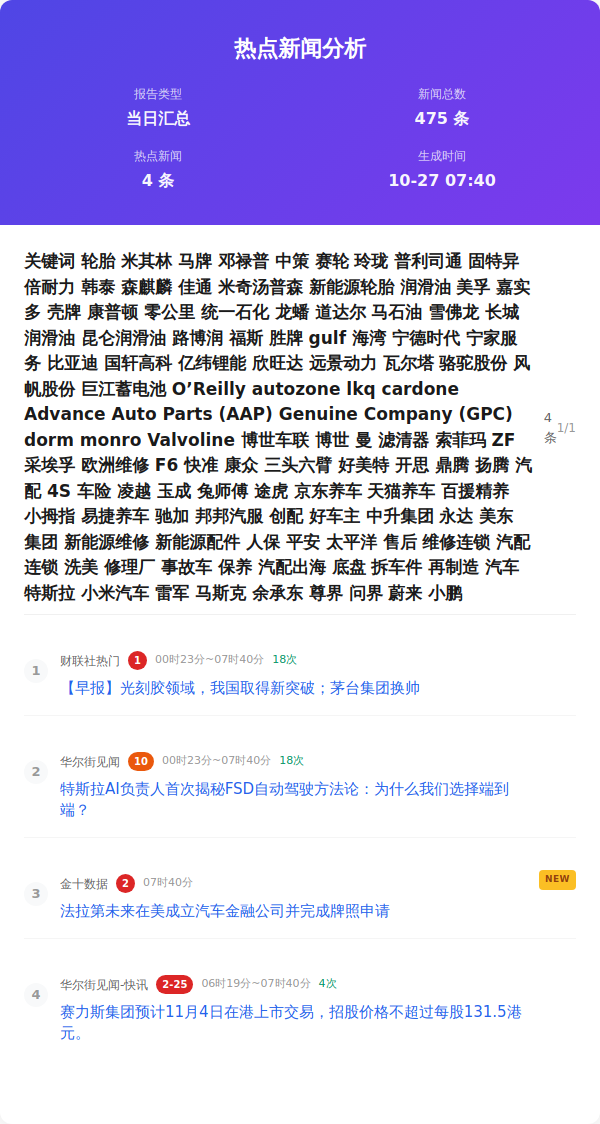 热点新闻分析
报告类型
新闻总数
当日汇总
475 条
热点新闻
生成时间
4 条
10-27 07:40
关键词 轮胎 米其林 马牌 邓禄普 中策 赛轮 玲珑 普利司通 固特异
倍耐力 韩泰 森麒麟 佳通 米奇汤普森 新能源轮胎 润滑油 美孚 嘉实
多 壳牌 康普顿 零公里 统一石化 龙蟠 道达尔 马石油 雪佛龙 长城
润滑油 昆仑润滑油 路博润 福斯 胜牌 gulf 海湾 宁德时代 宁家服
务 比亚迪 国轩高科 亿纬锂能 欣旺达 远景动力 瓦尔塔 骆驼股份 风
帆股份 巨江蓄电池 O’Reilly autozone lkq cardone
Advance Auto Parts (AAP) Genuine Company (GPC)
dorm monro Valvoline 博世车联 博世 曼 滤清器 索菲玛 ZF
采埃孚 欧洲维修 F6 快准 康众 三头六臂 好美特 开思 鼎腾 扬腾 汽
配 4S 车险 凌越 玉成 兔师傅 途虎 京东养车 天猫养车 百援精养
小拇指 易捷养车 驰加 邦邦汽服 创配 好车主 中升集团 永达 美东
集团 新能源维修 新能源配件 人保 平安 太平洋 售后 维修连锁 汽配
连锁 洗美 修理厂 事故车 保养 汽配出海 底盘 拆车件 再制造 汽车
特斯拉 小米汽车 雷军 马斯克 余承东 尊界 问界 蔚来 小鹏
4
条
1/1
1
财联社热门 1 00时23分~07时40分 18次
【早报】光刻胶领域，我国取得新突破；茅台集团换帅
2
华尔街见闻 10 00时23分~07时40分 18次
特斯拉AI负责人首次揭秘FSD自动驾驶方法论：为什么我们选择端到
端？
3
金十数据 2 07时40分
NEW
法拉第未来在美成立汽车金融公司并完成牌照申请
4
华尔街见闻-快讯 2-25 06时19分~07时40分 4次
赛力斯集团预计11月4日在港上市交易，招股价格不超过每股131.5港
元。